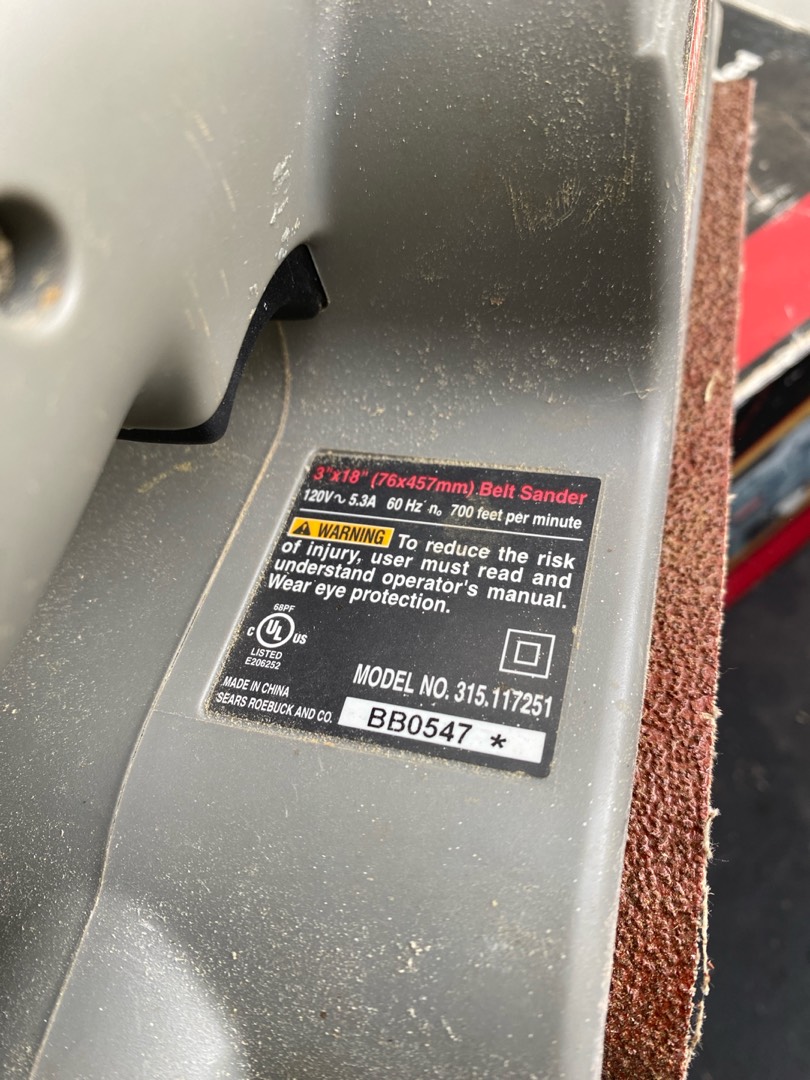 3"x18" (76x457mm) Belt Sander
120V~ 5.3A 60 Hz n₀ 700 feet per minute
⚠ WARNING To reduce the risk
of injury, user must read and
understand operator's manual.
Wear eye protection.
68PF
C UL US
LISTED
E206252
MODEL NO. 315.117251
MADE IN CHINA
SEARS ROEBUCK AND CO.
BB0547 *